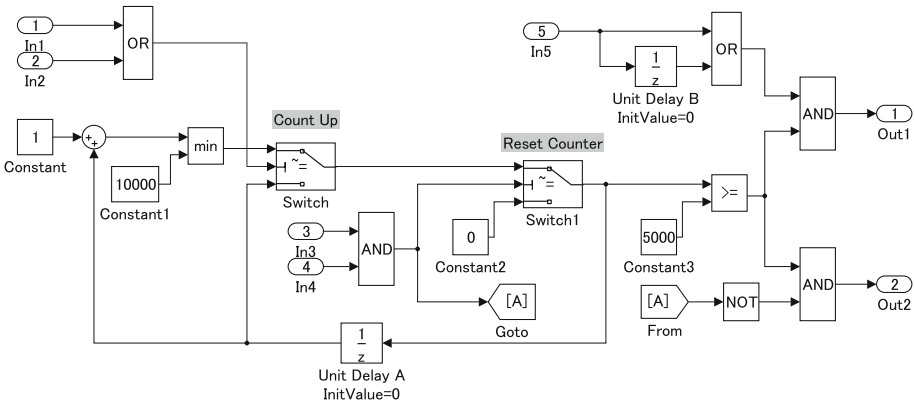 1
In1
2
In2
OR
1
Constant
+
+
10000
Constant1
min
Count Up
~=
Switch
Reset Counter
~=
Switch1
3
In3
4
In4
AND
0
Constant2
[A]
Goto
1
z
Unit Delay A
InitValue=0
5
In5
1
z
Unit Delay B
InitValue=0
OR
>=
5000
Constant3
[A]
From
NOT
AND
1
Out1
AND
2
Out2